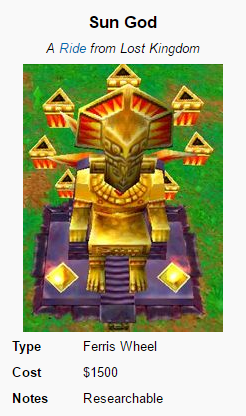 Sun God
A Ride from Lost Kingdom
Type Ferris Wheel
Cost $1500
Notes Researchable